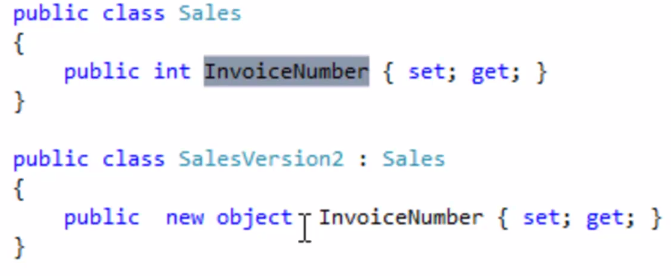 public class Sales
{
public int InvoiceNumber { set; get; }
}
public class SalesVersion2 : Sales
{
public new object InvoiceNumber { set; get; }
}